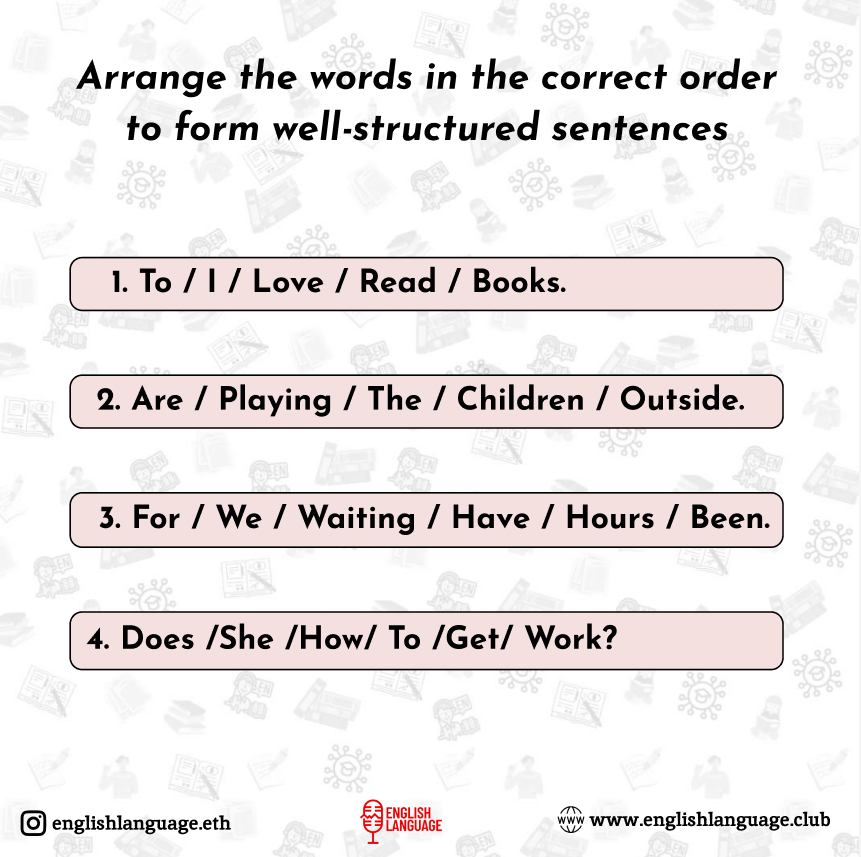 Arrange the words in the correct order
to form well-structured sentences
1. To / I / Love / Read / Books.
2. Are / Playing / The / Children / Outside.
3. For / We / Waiting / Have / Hours / Been.
4. Does /She /How/ To /Get/ Work?
englishlanguage.eth
ENGLISH
LANGUAGE
www.englishlanguage.club